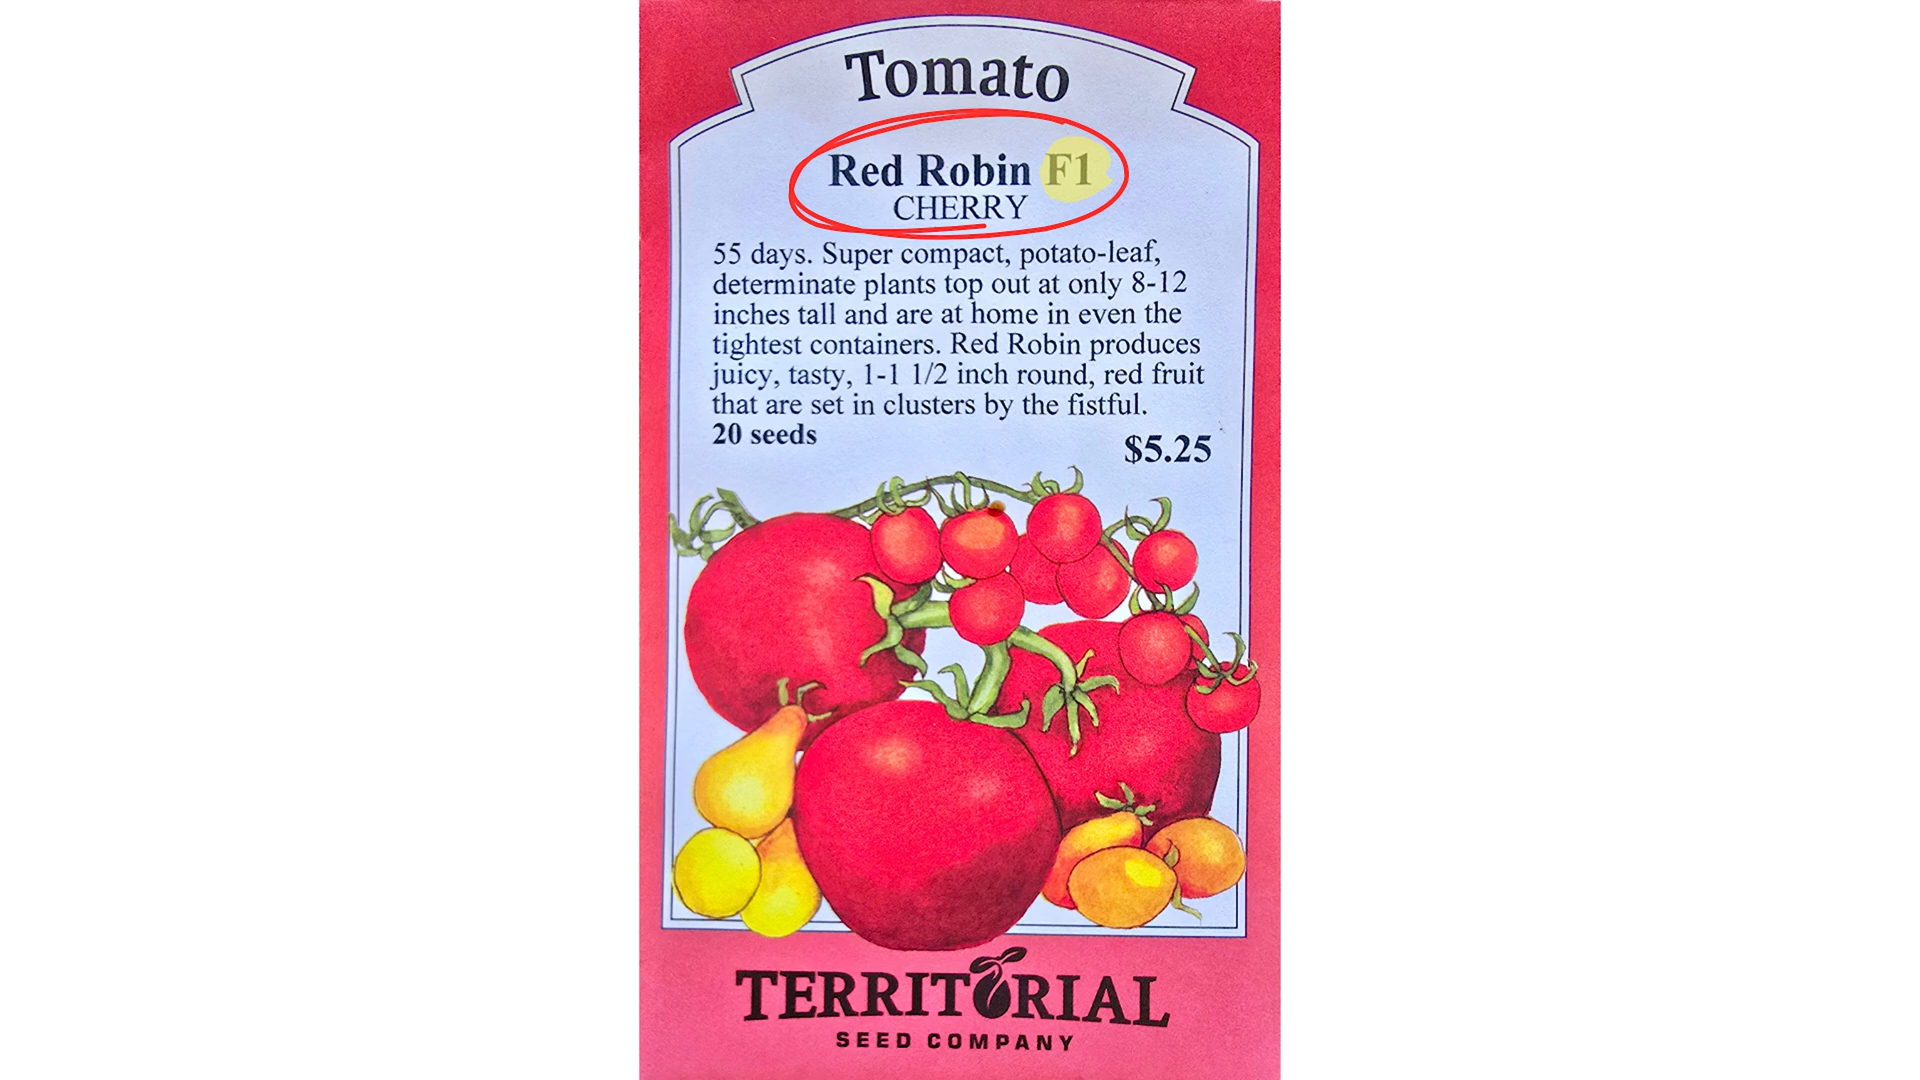 Tomato
Red Robin F1
CHERRY
55 days. Super compact, potato-leaf,
determinate plants top out at only 8-12
inches tall and are at home in even the
tightest containers. Red Robin produces
juicy, tasty, 1-1 1/2 inch round, red fruit
that are set in clusters by the fistful.
20 seeds
$5.25
TERRITORIAL
SEED COMPANY